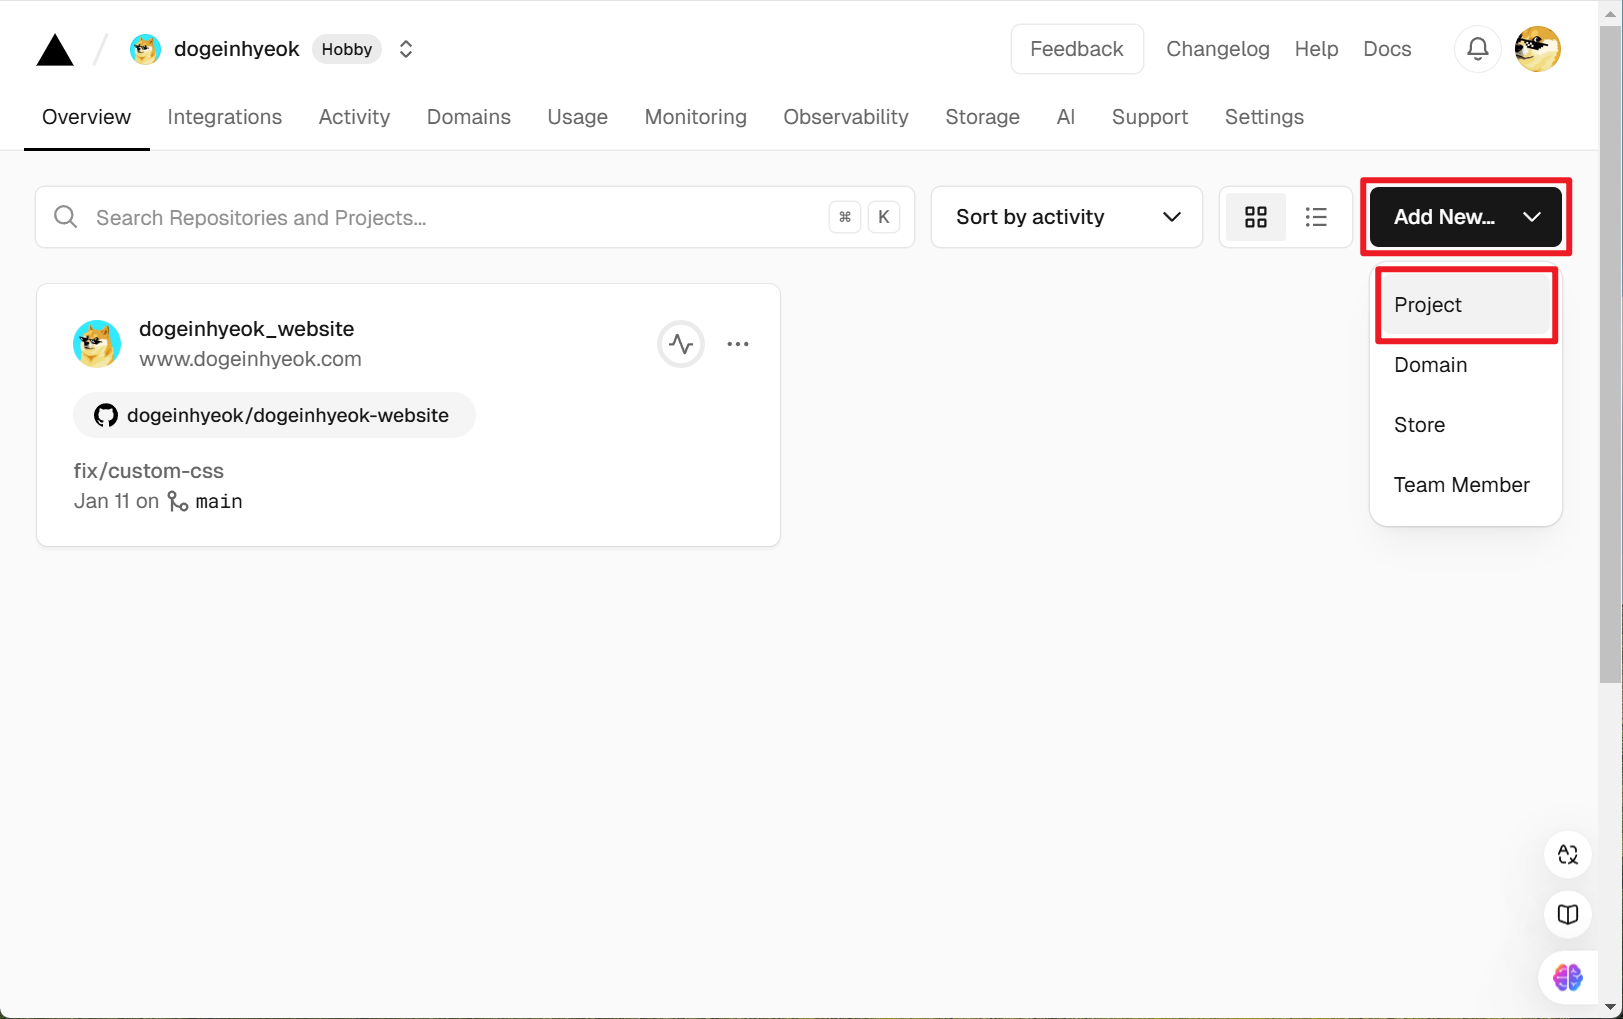 dogeinhyeok Hobby
Feedback Changelog Help Docs
Overview Integrations Activity Domains Usage Monitoring Observability Storage AI Support Settings
Search Repositories and Projects... ⌘ K
Sort by activity
Add New...
Project
Domain
Store
Team Member
dogeinhyeok_website
www.dogeinhyeok.com
dogeinhyeok/dogeinhyeok-website
fix/custom-css
Jan 11 on main